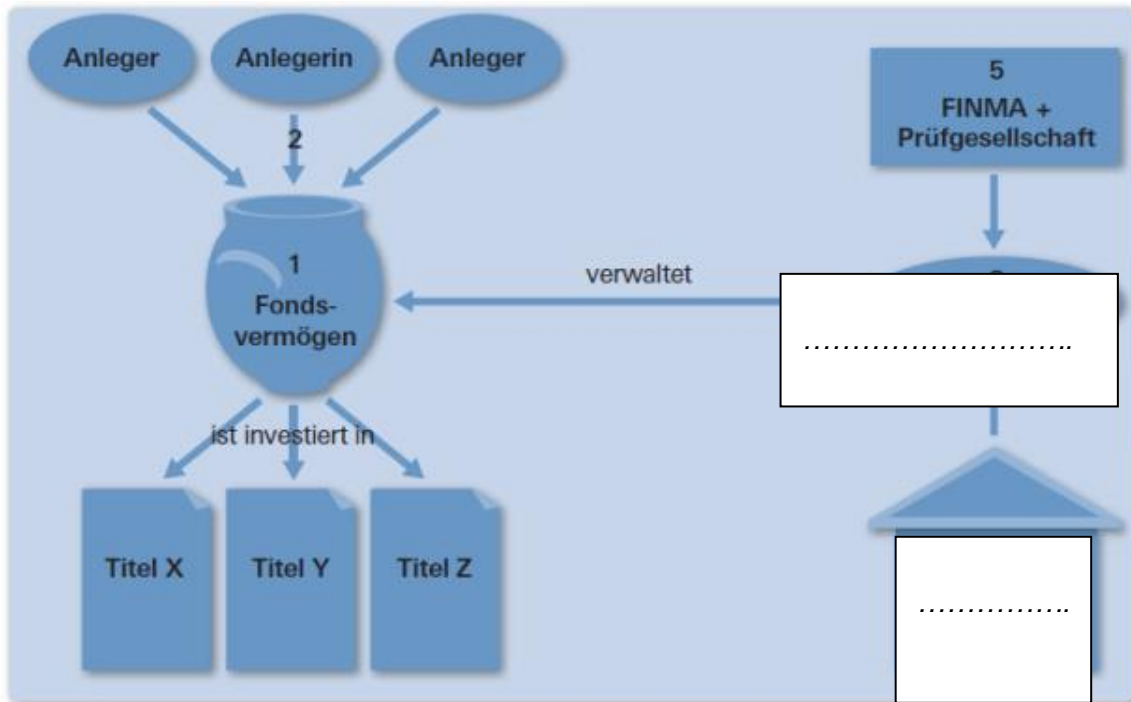 Anleger
Anlegerin
Anleger
2
5
FINMA +
Prüfgesellschaft
1
Fonds-
vermögen
verwaltet
...........................
ist investiert in
Titel X
Titel Y
Titel Z
................